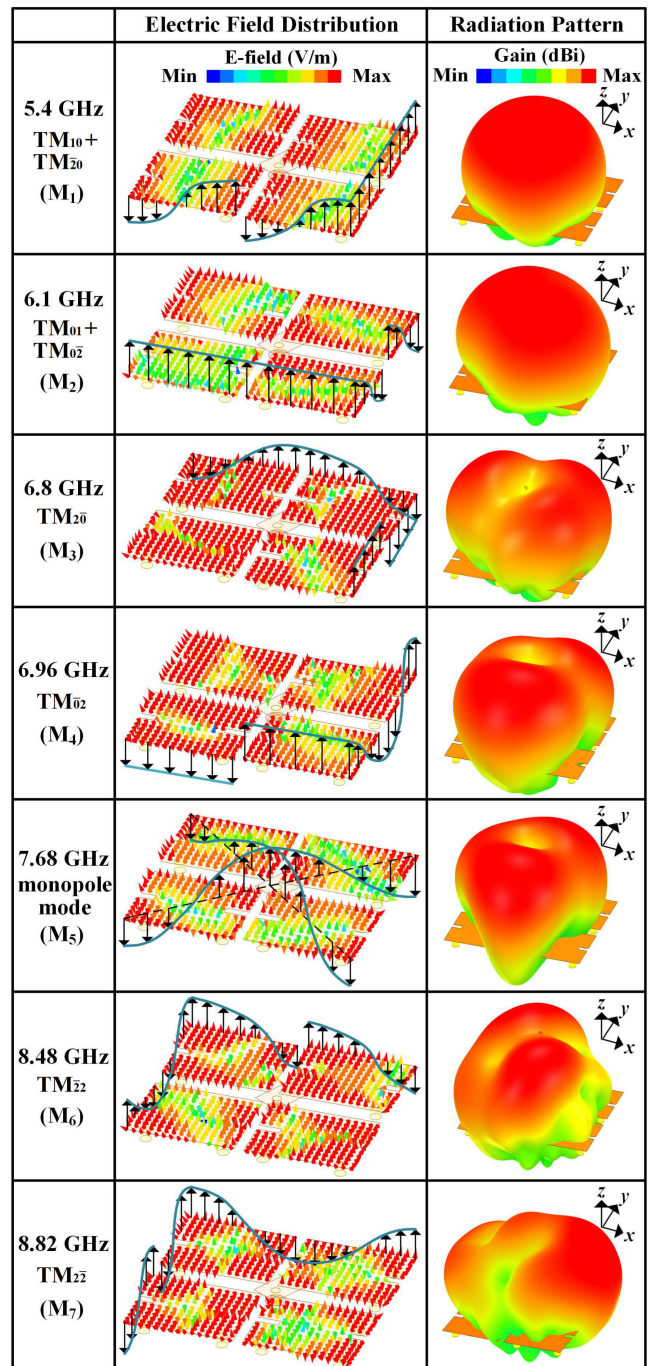 Electric Field Distribution
Radiation Pattern
E-field (V/m)
Min Max
Gain (dBi)
Min Max
5.4 GHz
TM₁₀+
TM₂̄₀
(M₁)
z
y
x
6.1 GHz
TM₀₁+
TM₀₂̄
(M₂)
z
y
x
6.8 GHz
TM₂₀̄
(M₃)
z
y
x
6.96 GHz
TM₀̄₂
(M₄)
z
y
x
7.68 GHz
monopole
mode
(M₅)
z
y
x
8.48 GHz
TM₂̄₂
(M₆)
z
y
x
8.82 GHz
TM₂₂̄
(M₇)
z
y
x